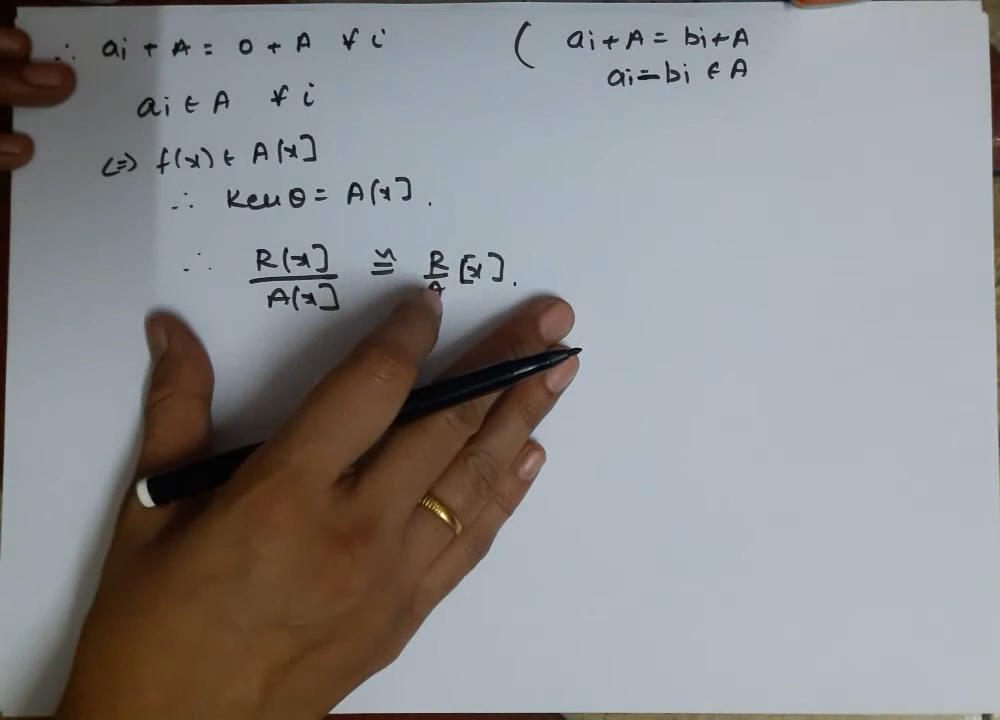 ∴ ai + A = 0 + A ∀ i
( ai + A = bi + A
ai = bi ∈ A
ai ∈ A ∀ i
⇔ f(x) ∈ A[x]
∴ Ker θ = A[x].
∴ R[x]/A[x] ≅ R/A [x].